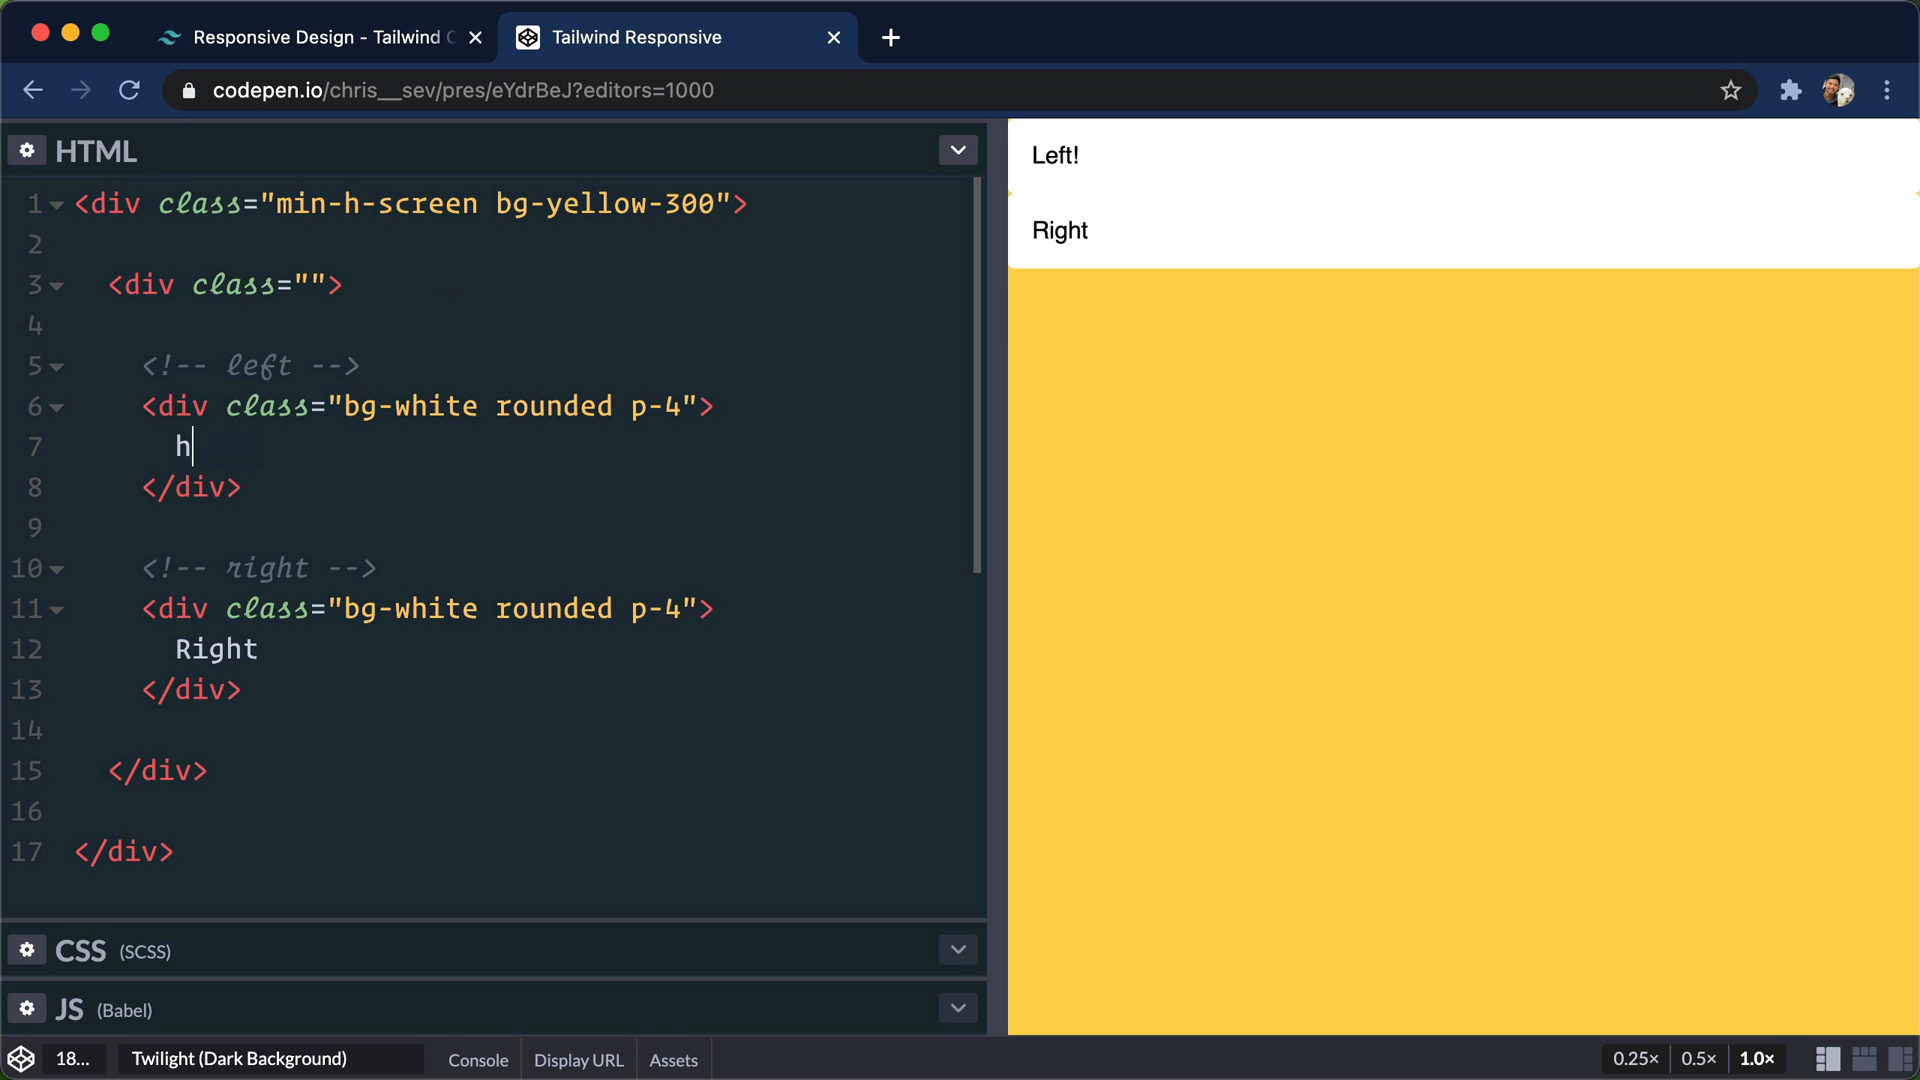 Responsive Design - Tailwind C
Tailwind Responsive
codepen.io/chris__sev/pres/eYdrBeJ?editors=1000
HTML
1 <div class="min-h-screen bg-yellow-300">
2
3 <div class="">
4
5 <!-- left -->
6 <div class="bg-white rounded p-4">
7 h
8 </div>
9
10 <!-- right -->
11 <div class="bg-white rounded p-4">
12 Right
13 </div>
14
15 </div>
16
17 </div>
Left!
Right
CSS (SCSS)
JS (Babel)
18... Twilight (Dark Background) Console Display URL Assets 0.25× 0.5× 1.0×